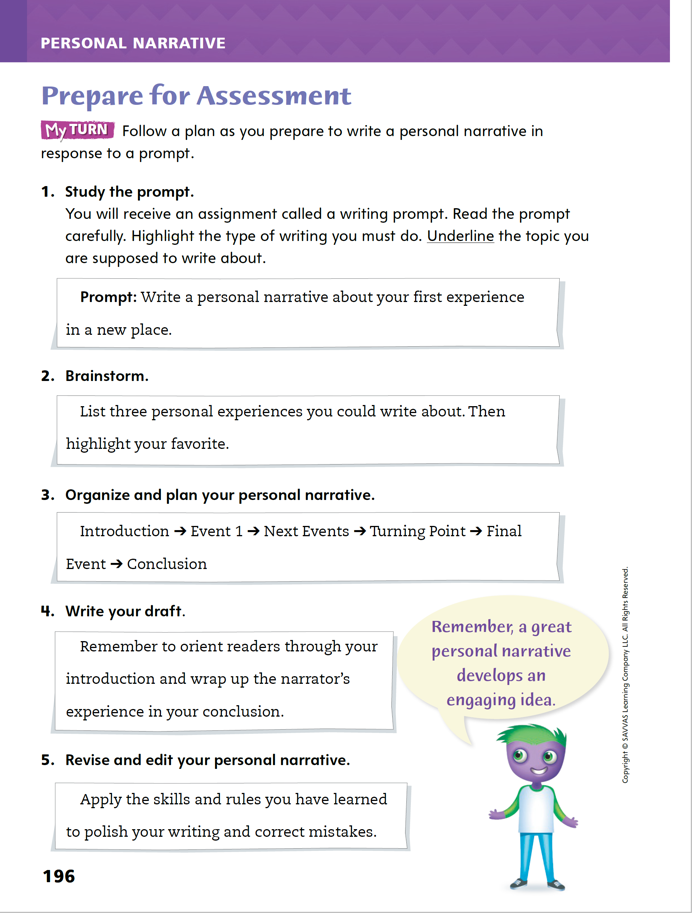 PERSONAL NARRATIVE
Prepare for Assessment
My TURN Follow a plan as you prepare to write a personal narrative in
response to a prompt.
1. Study the prompt.
You will receive an assignment called a writing prompt. Read the prompt
carefully. Highlight the type of writing you must do. Underline the topic you
are supposed to write about.
Prompt: Write a personal narrative about your first experience
in a new place.
2. Brainstorm.
List three personal experiences you could write about. Then
highlight your favorite.
3. Organize and plan your personal narrative.
Introduction ➔ Event 1 ➔ Next Events ➔ Turning Point ➔ Final
Event ➔ Conclusion
4. Write your draft.
Remember to orient readers through your
introduction and wrap up the narrator’s
experience in your conclusion.
Remember, a great
personal narrative
develops an
engaging idea.
5. Revise and edit your personal narrative.
Apply the skills and rules you have learned
to polish your writing and correct mistakes.
196
Copyright © SAVVAS Learning Company LLC. All Rights Reserved.